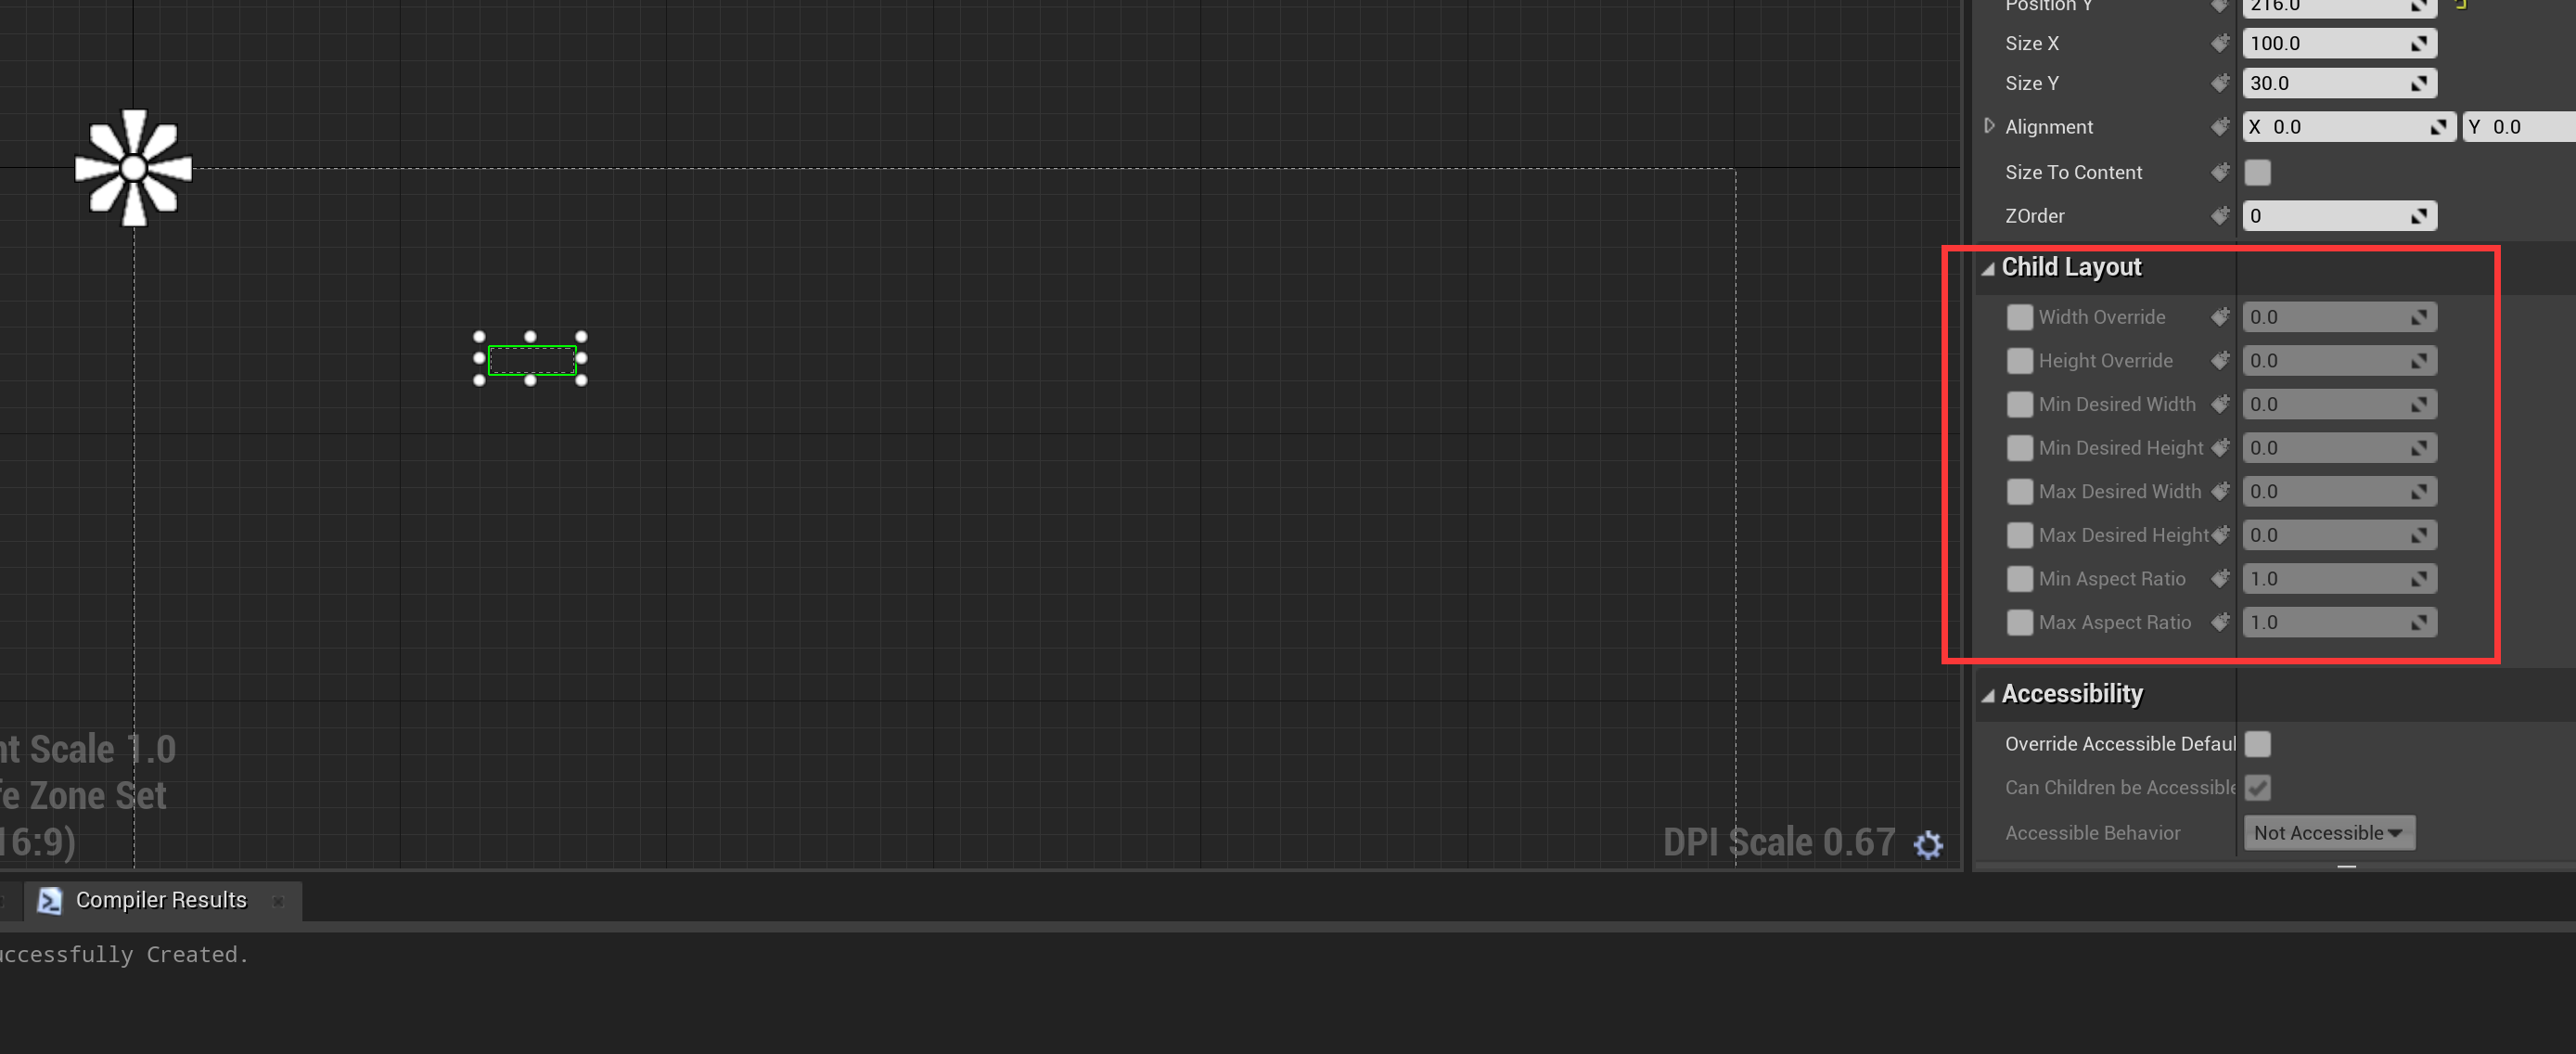 Position Y 216.0
Size X 100.0
Size Y 30.0
Alignment X 0.0 Y 0.0
Size To Content
ZOrder 0
Child Layout
Width Override 0.0
Height Override 0.0
Min Desired Width 0.0
Min Desired Height 0.0
Max Desired Width 0.0
Max Desired Height 0.0
Min Aspect Ratio 1.0
Max Aspect Ratio 1.0
Accessibility
Override Accessible Defaul
Can Children be Accessible
Accessible Behavior Not Accessible
nt Scale 1.0
fe Zone Set
16:9)
DPI Scale 0.67
Compiler Results
uccessfully Created.